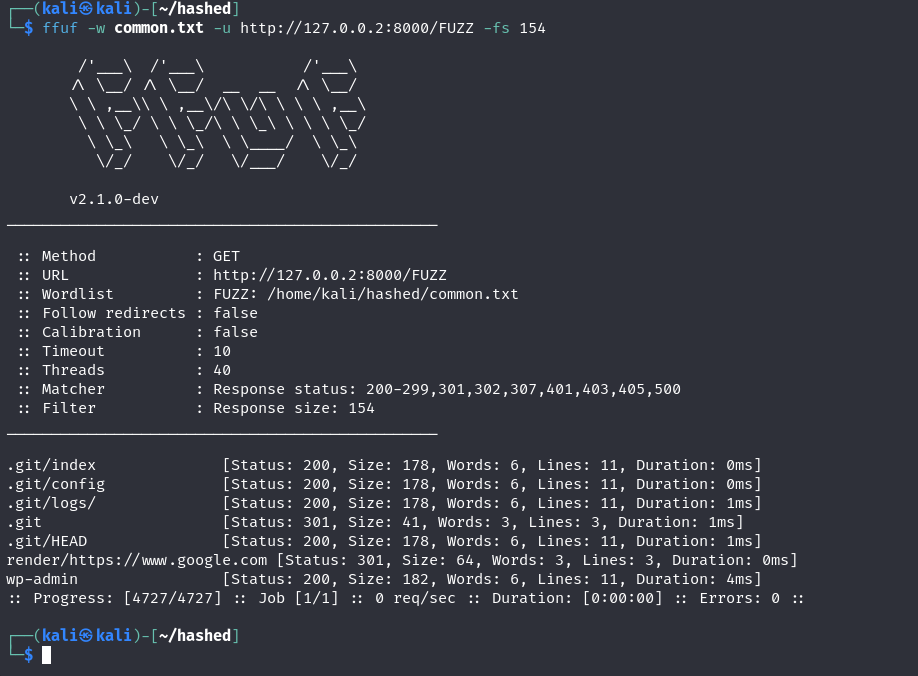 ┌──(kali㉿kali)-[~/hashed]
└─$ ffuf -w common.txt -u http://127.0.0.2:8000/FUZZ -fs 154

        /'___\  /'___\           /'___\
       /\ \__/ /\ \__/  __  __  /\ \__/
       \ \ ,__\\ \ ,__\/\ \/\ \ \ \ ,__\
        \ \ \_/ \ \ \_/\ \ \_\ \ \ \ \_/
         \ \_\   \ \_\  \ \____/  \ \_\
          \/_/    \/_/   \/___/    \/_/

       v2.1.0-dev
________________________________________________

 :: Method           : GET
 :: URL              : http://127.0.0.2:8000/FUZZ
 :: Wordlist         : FUZZ: /home/kali/hashed/common.txt
 :: Follow redirects : false
 :: Calibration      : false
 :: Timeout          : 10
 :: Threads          : 40
 :: Matcher          : Response status: 200-299,301,302,307,401,403,405,500
 :: Filter           : Response size: 154
________________________________________________

.git/index              [Status: 200, Size: 178, Words: 6, Lines: 11, Duration: 0ms]
.git/config             [Status: 200, Size: 178, Words: 6, Lines: 11, Duration: 0ms]
.git/logs/              [Status: 200, Size: 178, Words: 6, Lines: 11, Duration: 1ms]
.git                    [Status: 301, Size: 41, Words: 3, Lines: 3, Duration: 1ms]
.git/HEAD               [Status: 200, Size: 178, Words: 6, Lines: 11, Duration: 1ms]
render/https://www.google.com [Status: 301, Size: 64, Words: 3, Lines: 3, Duration: 0ms]
wp-admin                [Status: 200, Size: 182, Words: 6, Lines: 11, Duration: 4ms]
:: Progress: [4727/4727] :: Job [1/1] :: 0 req/sec :: Duration: [0:00:00] :: Errors: 0 ::

┌──(kali㉿kali)-[~/hashed]
└─$